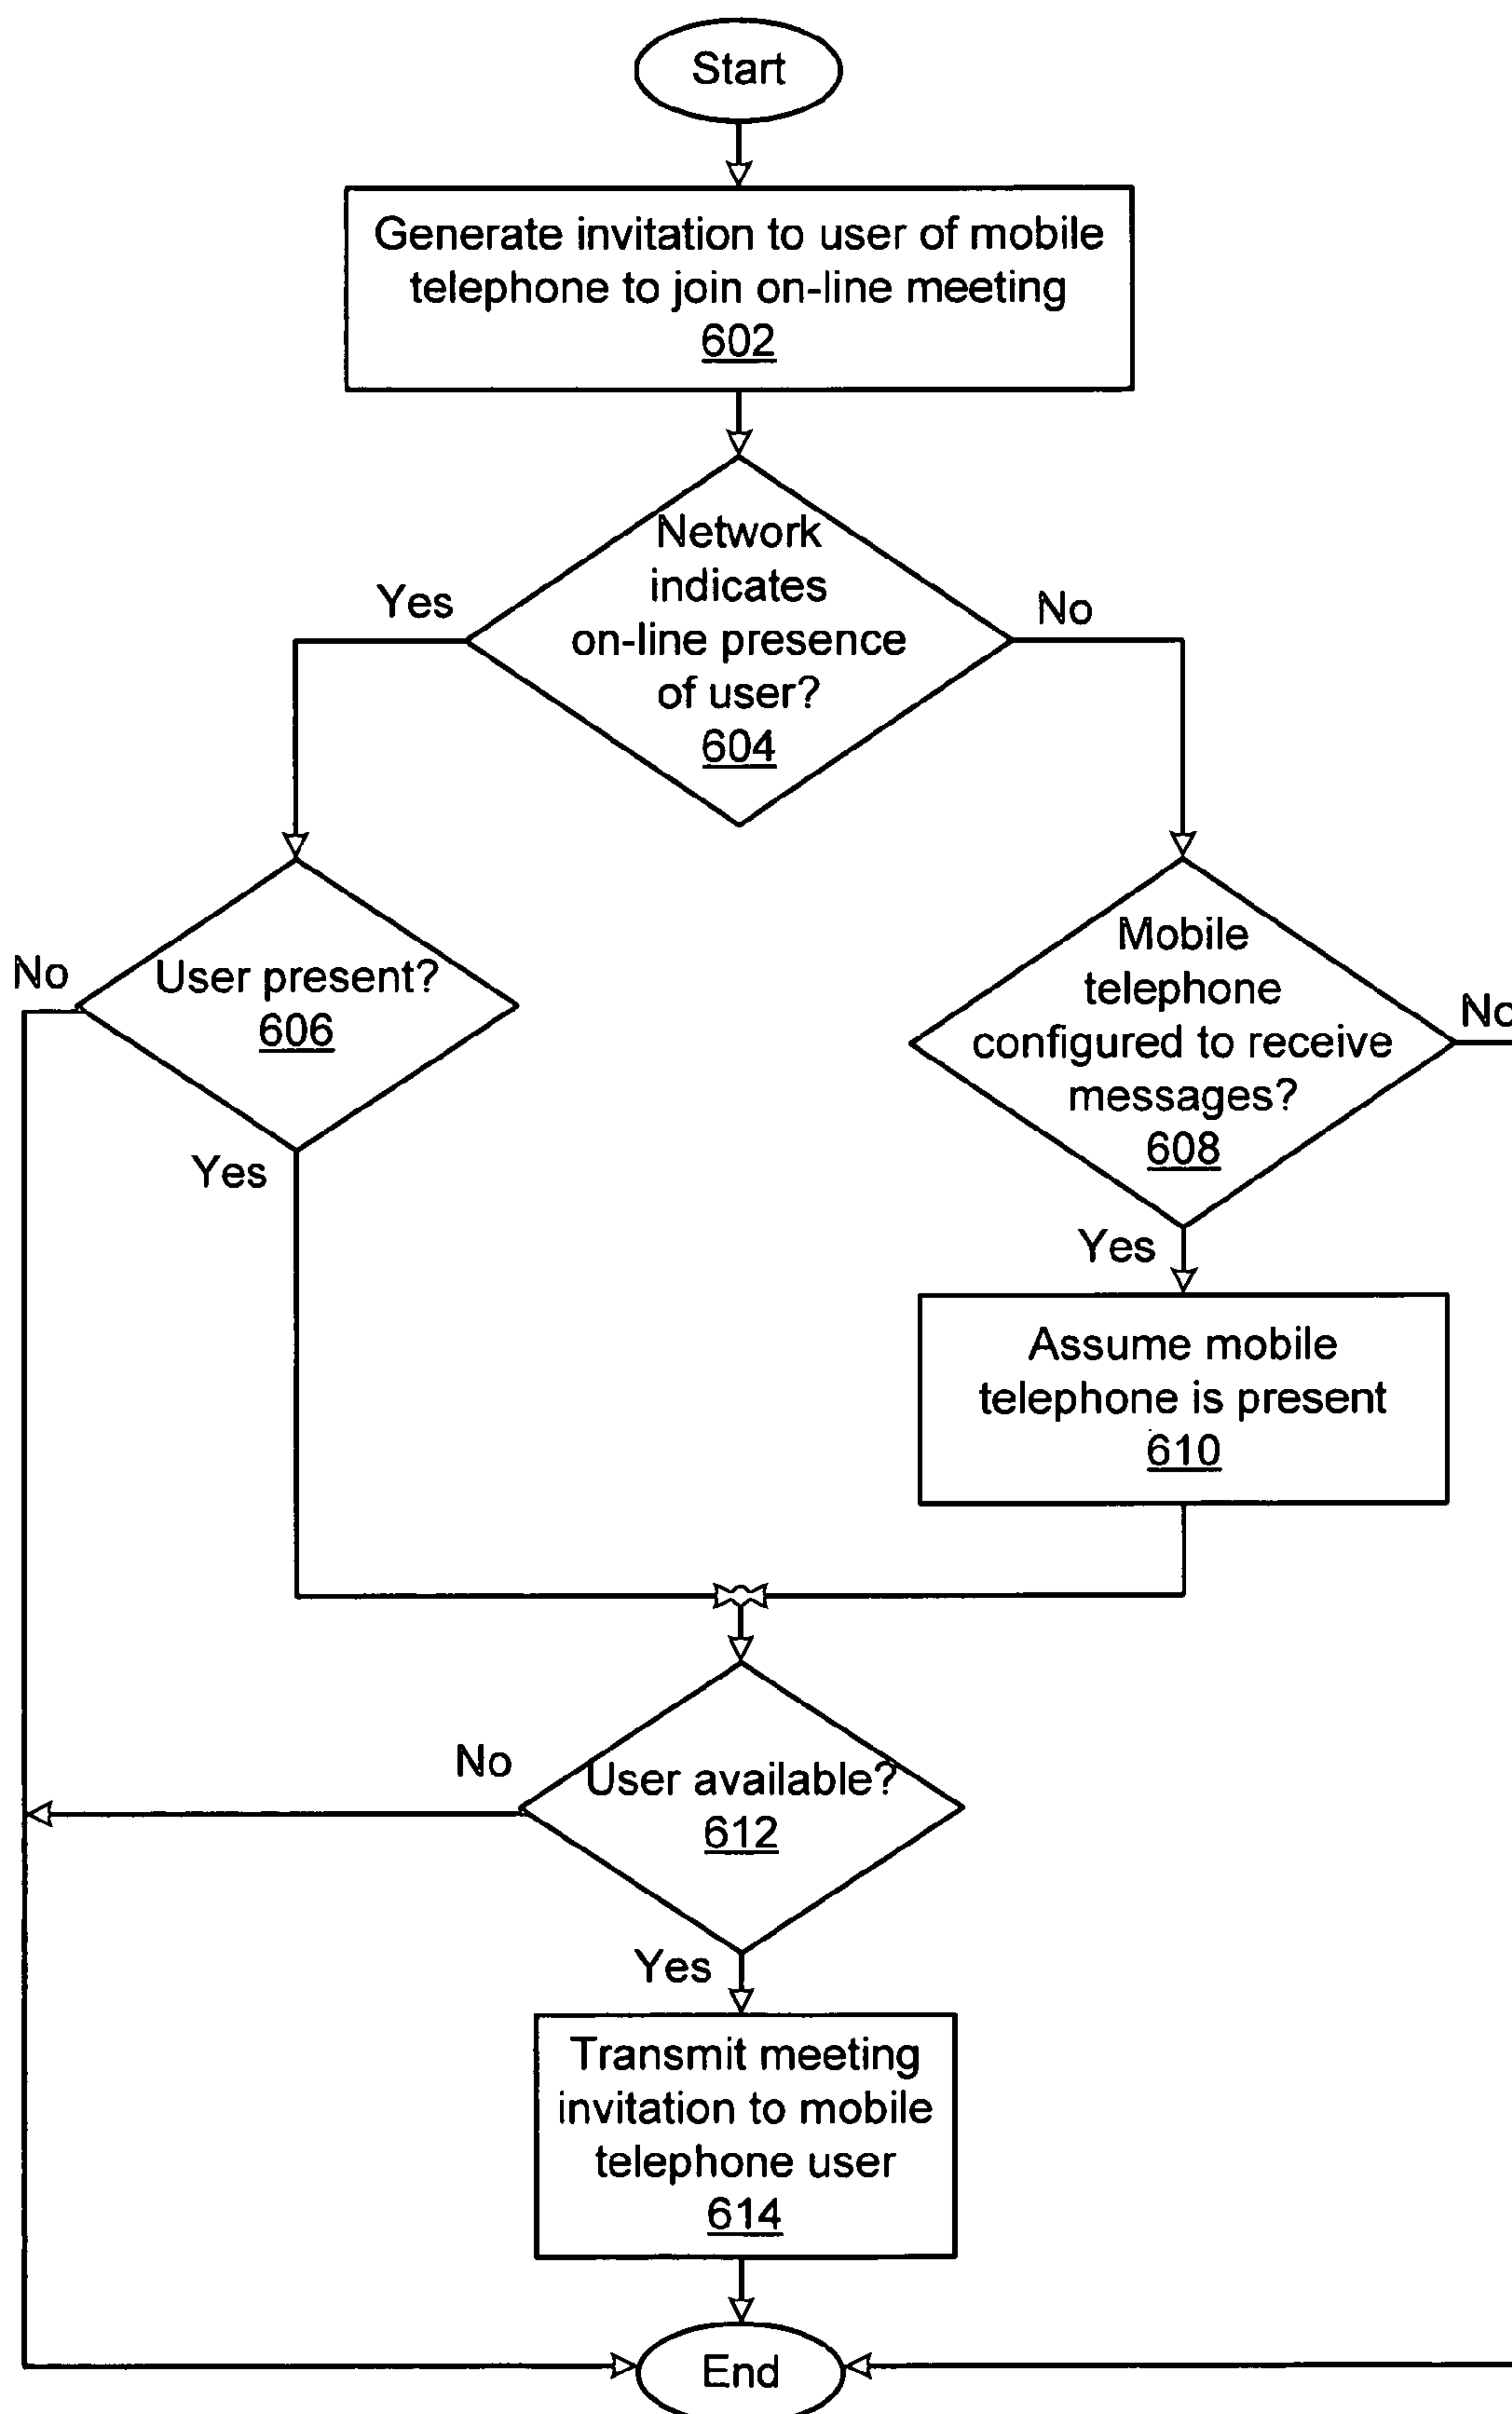 Start
Generate invitation to user of mobile
telephone to join on-line meeting
602
Network
indicates
on-line presence
of user?
604
Yes
No
User present?
606
No
Yes
Mobile
telephone
configured to receive
messages?
608
No
Yes
Assume mobile
telephone is present
610
User available?
612
No
Yes
Transmit meeting
invitation to mobile
telephone user
614
End